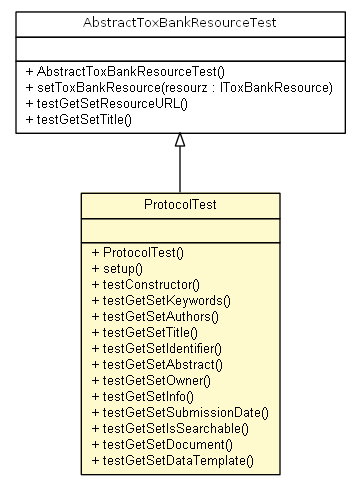 AbstractToxBankResourceTest
+ AbstractToxBankResourceTest()
+ setToxBankResource(resourz : IToxBankResource)
+ testGetSetResourceURL()
+ testGetSetTitle()
ProtocolTest
+ ProtocolTest()
+ setup()
+ testConstructor()
+ testGetSetKeywords()
+ testGetSetAuthors()
+ testGetSetTitle()
+ testGetSetIdentifier()
+ testGetSetAbstract()
+ testGetSetOwner()
+ testGetSetInfo()
+ testGetSetSubmissionDate()
+ testGetSetIsSearchable()
+ testGetSetDocument()
+ testGetSetDataTemplate()